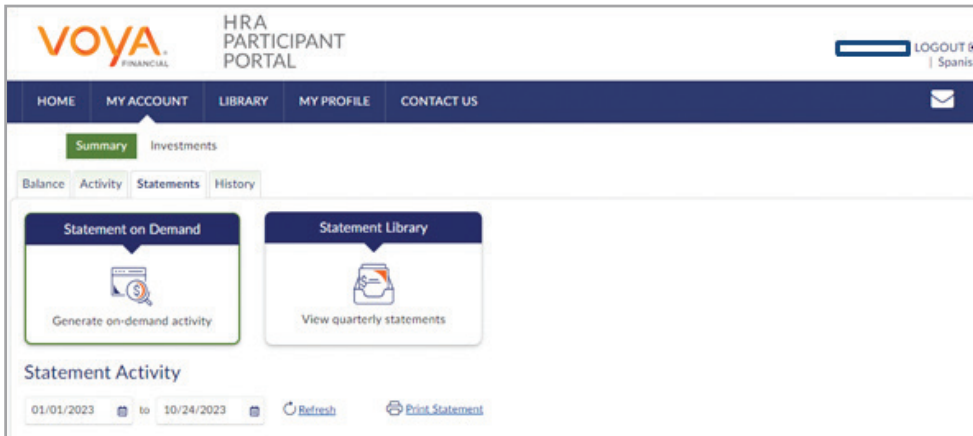 VOYA.
FINANCIAL
HRA
PARTICIPANT
PORTAL
LOGOUT
| Spanis
HOME MY ACCOUNT LIBRARY MY PROFILE CONTACT US
Summary Investments
Balance Activity Statements History
Statement on Demand Statement Library
Generate on-demand activity View quarterly statements
Statement Activity
01/01/2023 to 10/24/2023 Refresh Print Statement